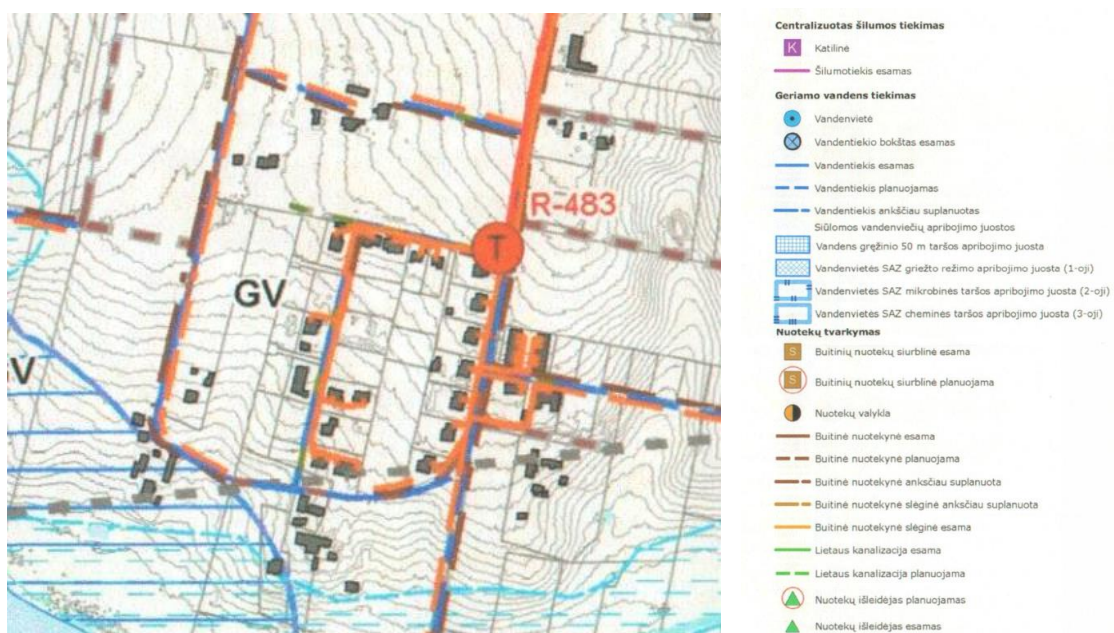 R-483
T
GV
V
Centralizuotas šilumos tiekimas
K Katilinė
Šilumotiekis esamas
Geriamo vandens tiekimas
Vandenvietė
Vandentiekio bokštas esamas
Vandentiekis esamas
Vandentiekis planuojamas
Vandentiekis anksčiau suplanuotas
Siūlomos vandenviečių apribojimo juostos
Vandens gręžinio 50 m taršos apribojimo juosta
Vandenvietės SAZ griežto režimo apribojimo juosta (1-oji)
Vandenvietės SAZ mikrobinės taršos apribojimo juosta (2-oji)
Vandenvietės SAZ cheminės taršos apribojimo juosta (3-oji)
Nuotekų tvarkymas
S Buitinių nuotekų siurblinė esama
S Buitinių nuotekų siurblinė planuojama
Nuotekų valykla
Buitinė nuotekynė esama
Buitinė nuotekynė planuojama
Buitinė nuotekynė anksčiau suplanuota
Buitinė nuotekynė slėginė anksčiau suplanuota
Buitinė nuotekynė slėginė esama
Lietaus kanalizacija esama
Lietaus kanalizacija planuojama
Nuotekų išleidėjas planuojamas
Nuotekų išleidėjas esamas